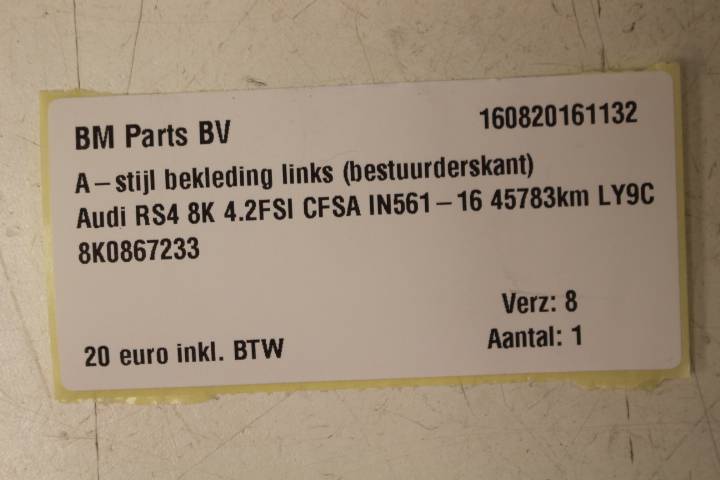 BM Parts BV 160820161132
A-stijl bekleding links (bestuurderskant)
Audi RS4 8K 4.2FSI CFSA IN561-16 45783km LY9C
8K0867233
Verz: 8
20 euro inkl. BTW Aantal: 1